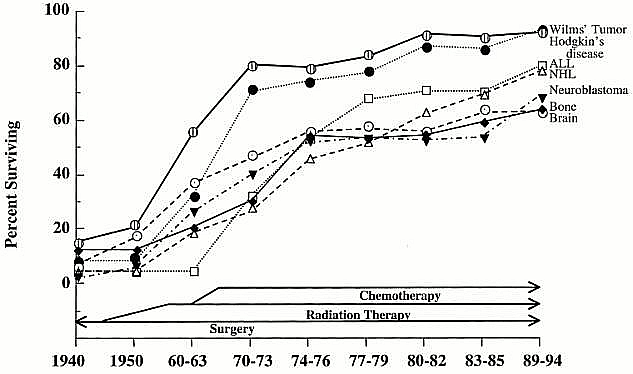 Percent Surviving
100
80
60
40
20
0
Wilms' Tumor
Hodgkin's
disease
ALL
NHL
Neuroblastoma
Bone
Brain
Chemotherapy
Radiation Therapy
Surgery
1940 1950 60-63 70-73 74-76 77-79 80-82 83-85 89-94